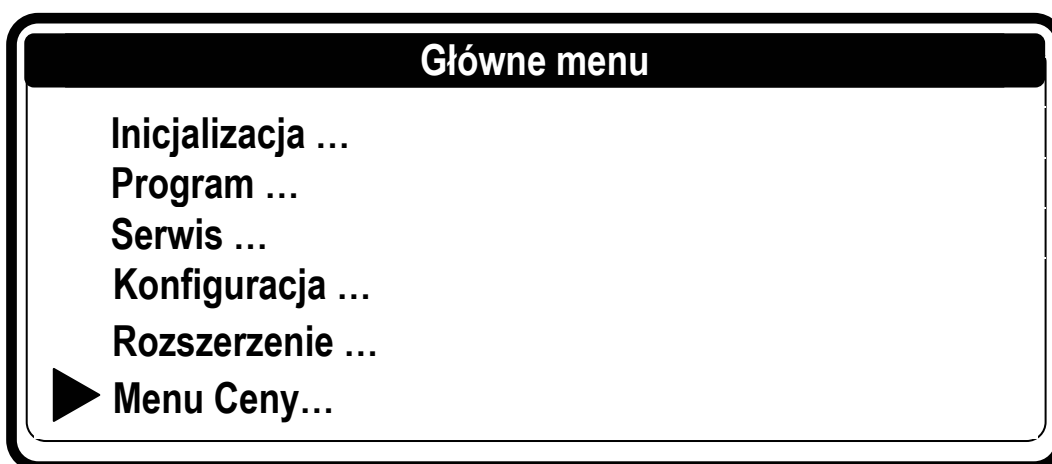 Główne menu
Inicjalizacja …
Program …
Serwis …
Konfiguracja …
Rozszerzenie …
Menu Ceny…